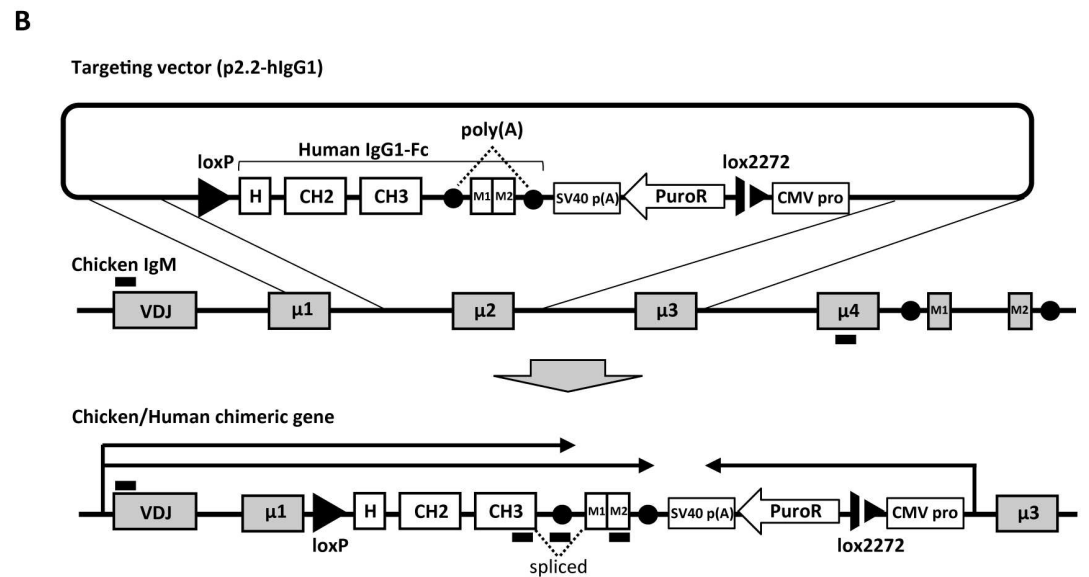 B
Targeting vector (p2.2-hIgG1)
poly(A)
Human IgG1-Fc
loxP
lox2272
H CH2 CH3 M1 M2 SV40 p(A) PuroR CMV pro
Chicken IgM
VDJ μ1 μ2 μ3 μ4 M1 M2
Chicken/Human chimeric gene
VDJ μ1 H CH2 CH3 M1 M2 SV40 p(A) PuroR CMV pro μ3
loxP
lox2272
spliced